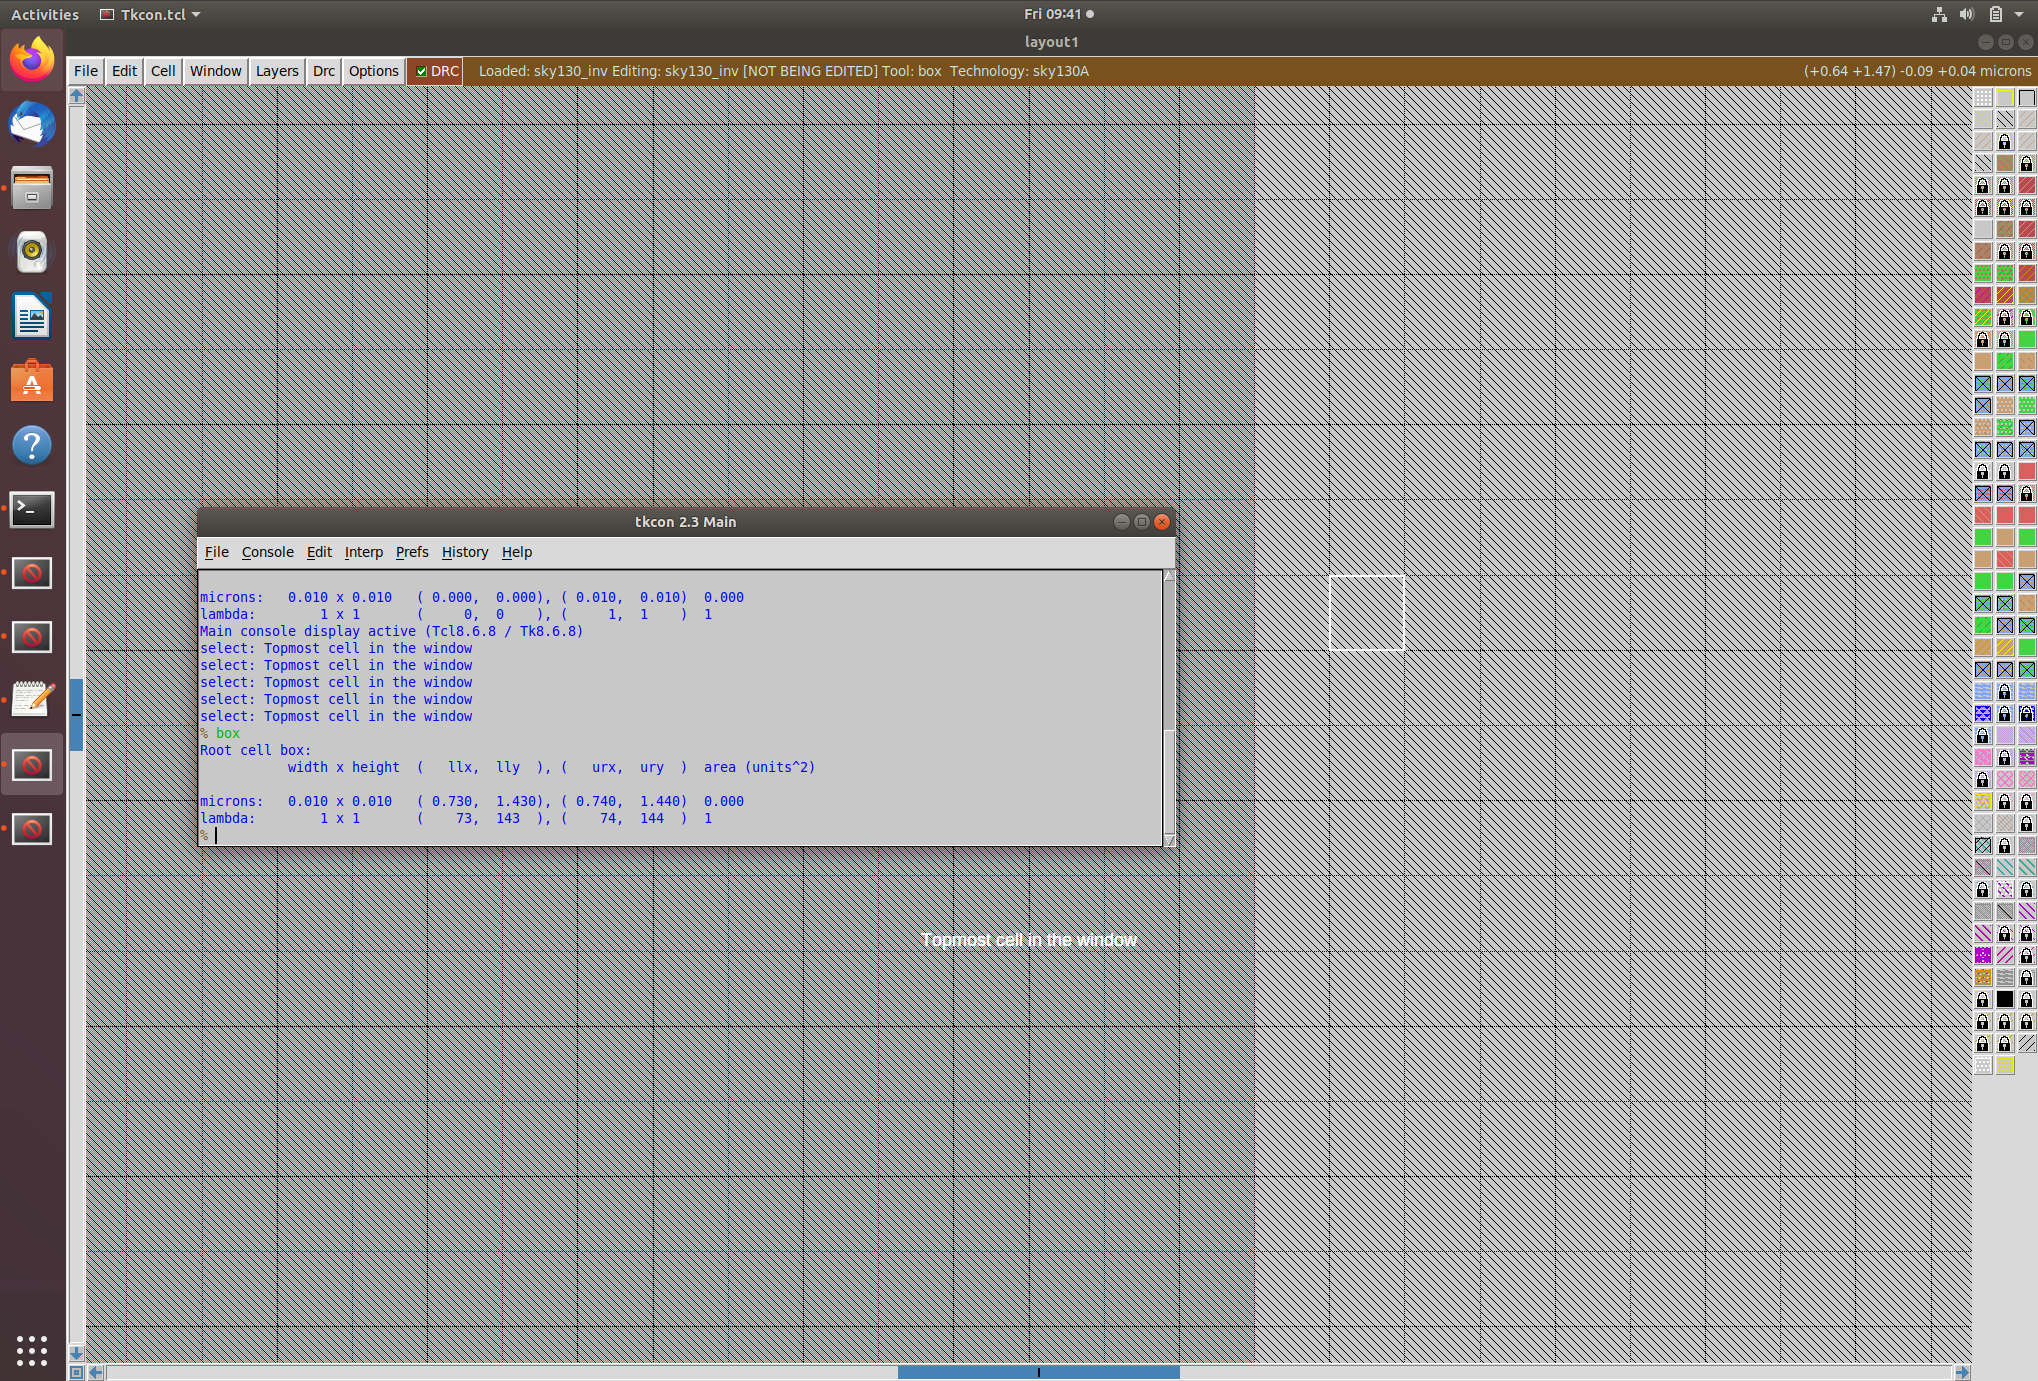 Activities Tkcon.tcl Fri 09:41
layout1
File Edit Cell Window Layers Drc Options DRC Loaded: sky130_inv Editing: sky130_inv [NOT BEING EDITED] Tool: box Technology: sky130A (+0.64 +1.47) -0.09 +0.04 microns
tkcon 2.3 Main
File Console Edit Interp Prefs History Help
microns: 0.010 x 0.010 ( 0.000, 0.000), ( 0.010, 0.010) 0.000
lambda: 1 x 1 ( 0, 0 ), ( 1, 1 ) 1
Main console display active (Tcl8.6.8 / Tk8.6.8)
select: Topmost cell in the window
select: Topmost cell in the window
select: Topmost cell in the window
select: Topmost cell in the window
select: Topmost cell in the window
% box
Root cell box:
width x height ( llx, lly ), ( urx, ury ) area (units^2)
microns: 0.010 x 0.010 ( 0.730, 1.430), ( 0.740, 1.440) 0.000
lambda: 1 x 1 ( 73, 143 ), ( 74, 144 ) 1
%
Topmost cell in the window